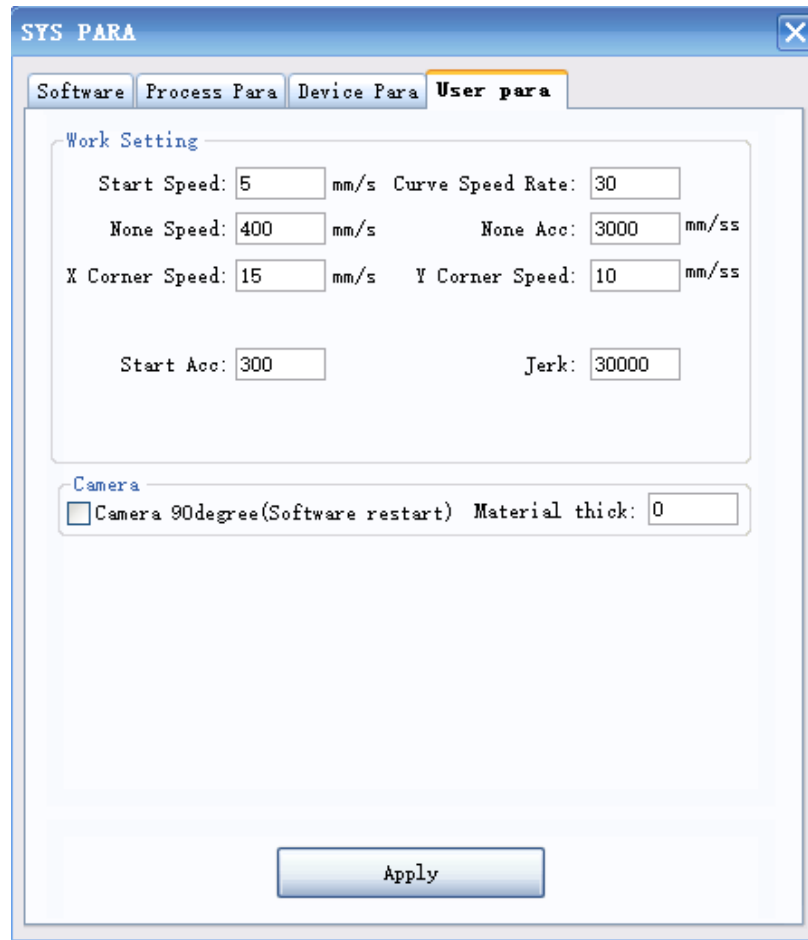 SYS PARA
Software Process Para Device Para User para
Work Setting
Start Speed: 5 mm/s Curve Speed Rate: 30
None Speed: 400 mm/s None Acc: 3000 mm/ss
X Corner Speed: 15 mm/s Y Corner Speed: 10 mm/ss
Start Acc: 300 Jerk: 30000
Camera
Camera 90degree(Software restart) Material thick: 0
Apply